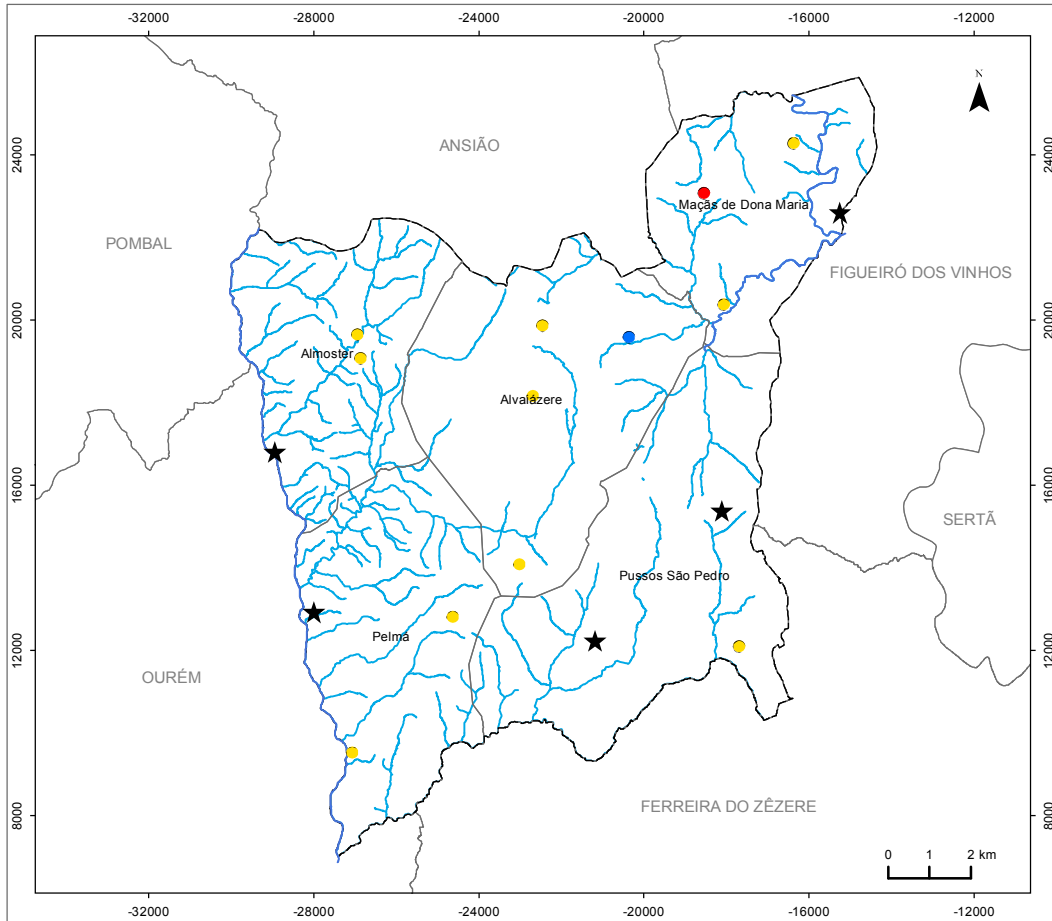 -32000 -28000 -24000 -20000 -16000 -12000
N
24000 24000
ANSIÃO
Maçãs de Dona Maria
POMBAL
FIGUEIRÓ DOS VINHOS
20000 20000
Almoster
Alvaiázere
16000 16000
SERTÃ
Pussos São Pedro
Pelmá
12000 12000
OURÉM
FERREIRA DO ZÊZERE
8000 8000
0 1 2 km
-32000 -28000 -24000 -20000 -16000 -12000